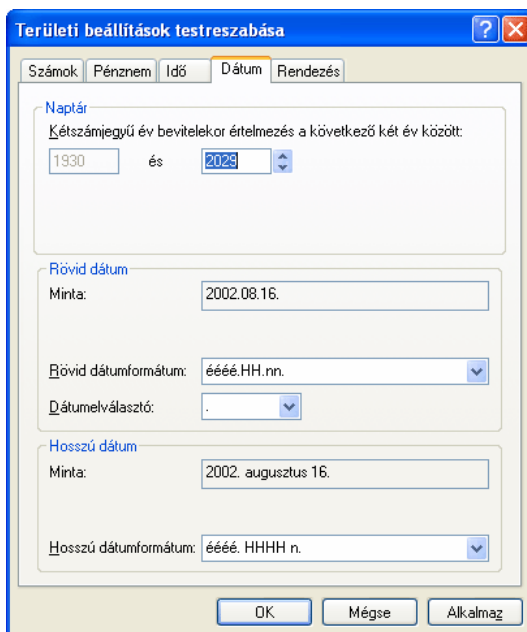 Területi beállítások testreszabása
Számok Pénznem Idő Dátum Rendezés
Naptár
Kétszámjegyű év bevitelekor értelmezés a következő két év között:
1930 és 2029
Rövid dátum
Minta: 2002.08.16.
Rövid dátumformátum: éééé.HH.nn.
Dátumelválasztó: .
Hosszú dátum
Minta: 2002. augusztus 16.
Hosszú dátumformátum: éééé. HHHH n.
OK Mégse Alkalmaz